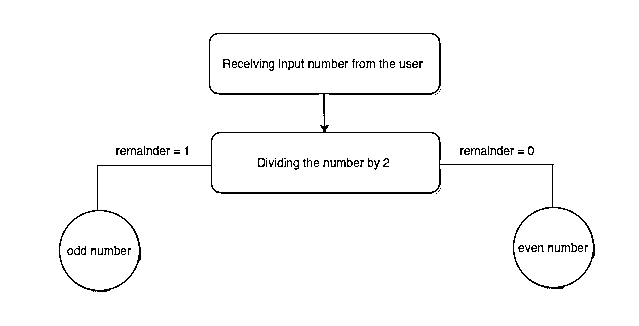 Receiving Input number from the user
remainder = 1
remainder = 0
Dividing the number by 2
odd number
even number